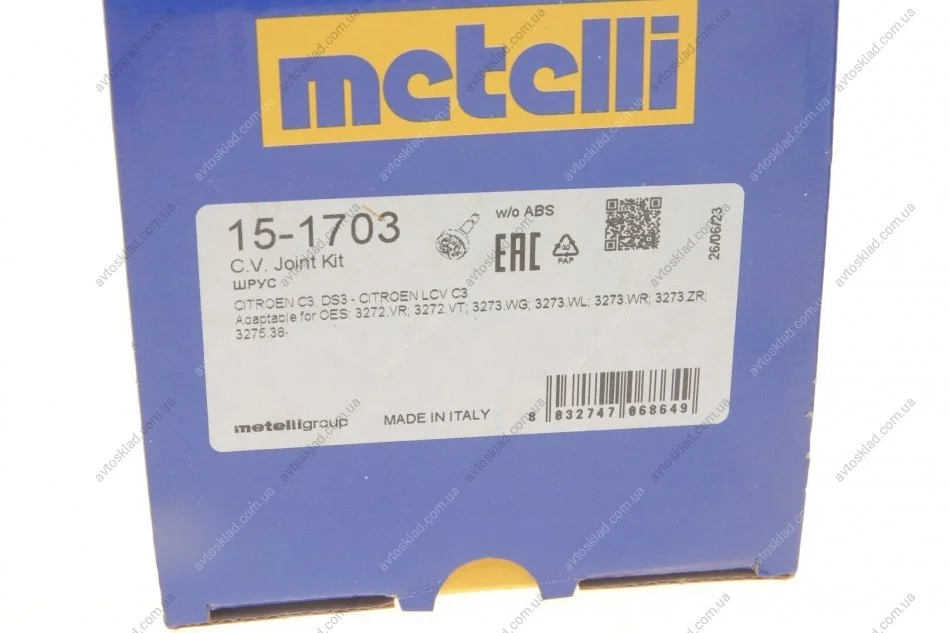 metelli
15-1703
w/o ABS
C.V. Joint Kit
ШРУС
EAC
20
PAP
26/06/23
CITROEN C3, DS3 - CITROEN LCV C3
Adaptable for OES: 3272.VR; 3272.VT; 3273.WG; 3273.WL; 3273.WR; 3273.ZR;
3275.38-
metelligroup
MADE IN ITALY
8 032747 068649
avtosklad.com.ua